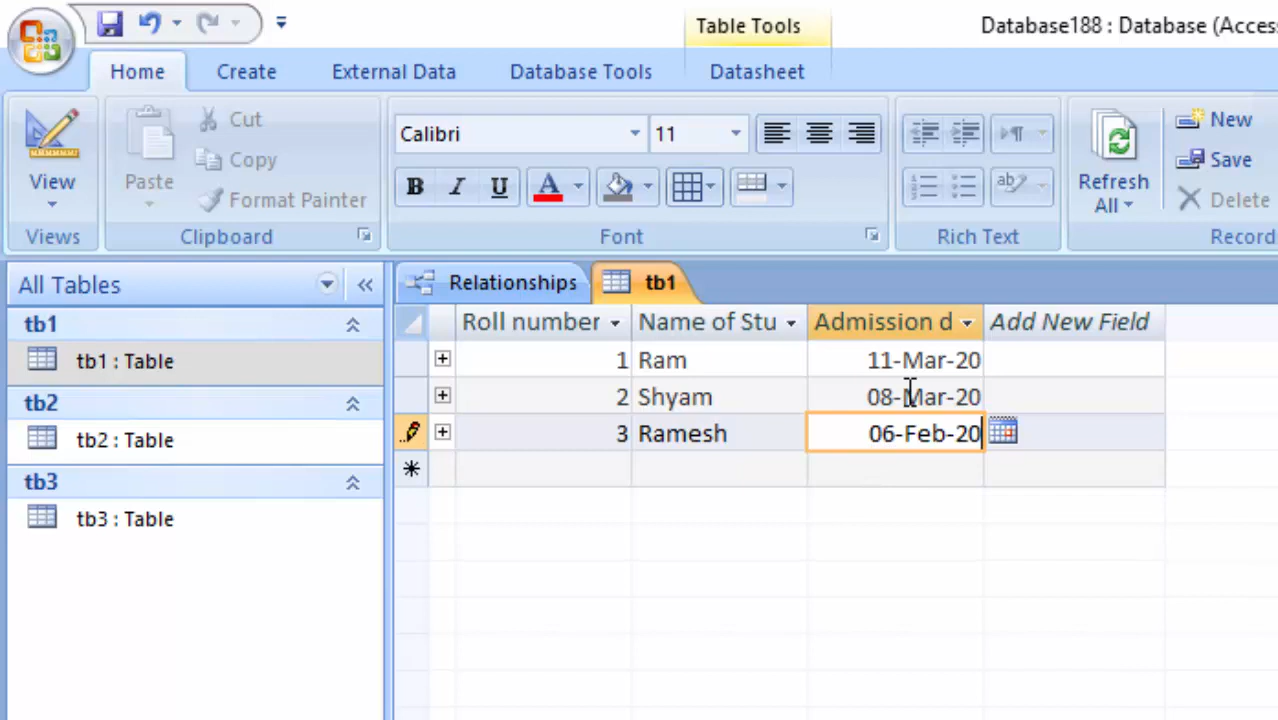 Table Tools
Database188 : Database (Acces
Home
Create
External Data
Database Tools
Datasheet
View
Views
Paste
Cut
Copy
Format Painter
Clipboard
Calibri
11
B I U A
Font
ab
Rich Text
Refresh
All
New
Save
Delete
Record
All Tables
tb1
tb1 : Table
tb2
tb2 : Table
tb3
tb3 : Table
Relationships
tb1
Roll number Name of Stu Admission d Add New Field
1 Ram 11-Mar-20
2 Shyam 08-Mar-20
3 Ramesh 06-Feb-20